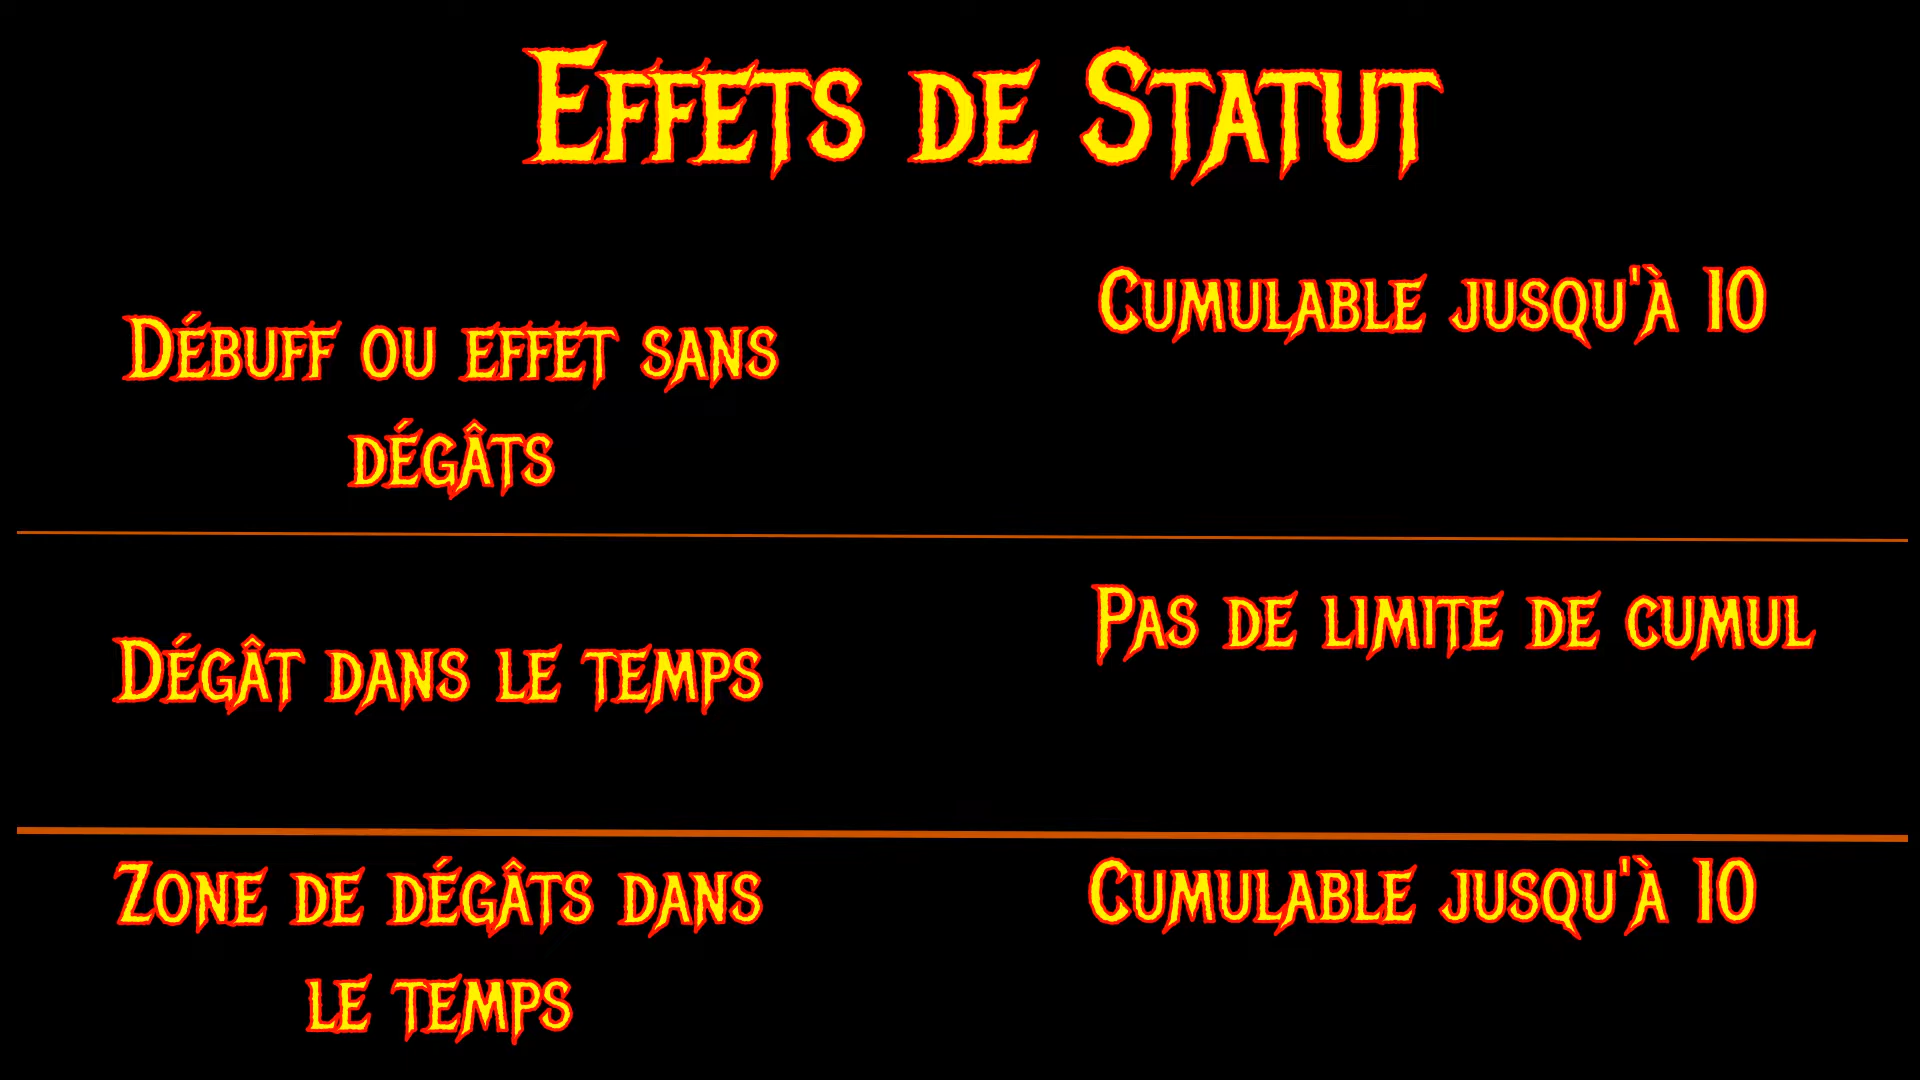 Effets de Statut
Débuff ou effet sans
dégâts
Cumulable jusqu'à 10
Dégât dans le temps
Pas de limite de cumul
Zone de dégâts dans
le temps
Cumulable jusqu'à 10